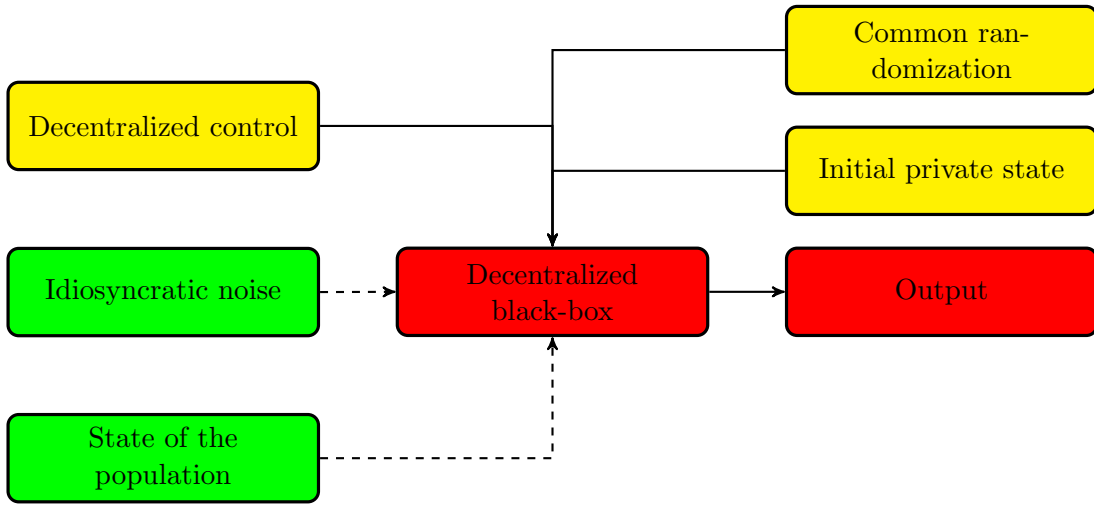 Common ran-
domization
Decentralized control
Initial private state
Idiosyncratic noise
Decentralized
black-box
Output
State of the
population